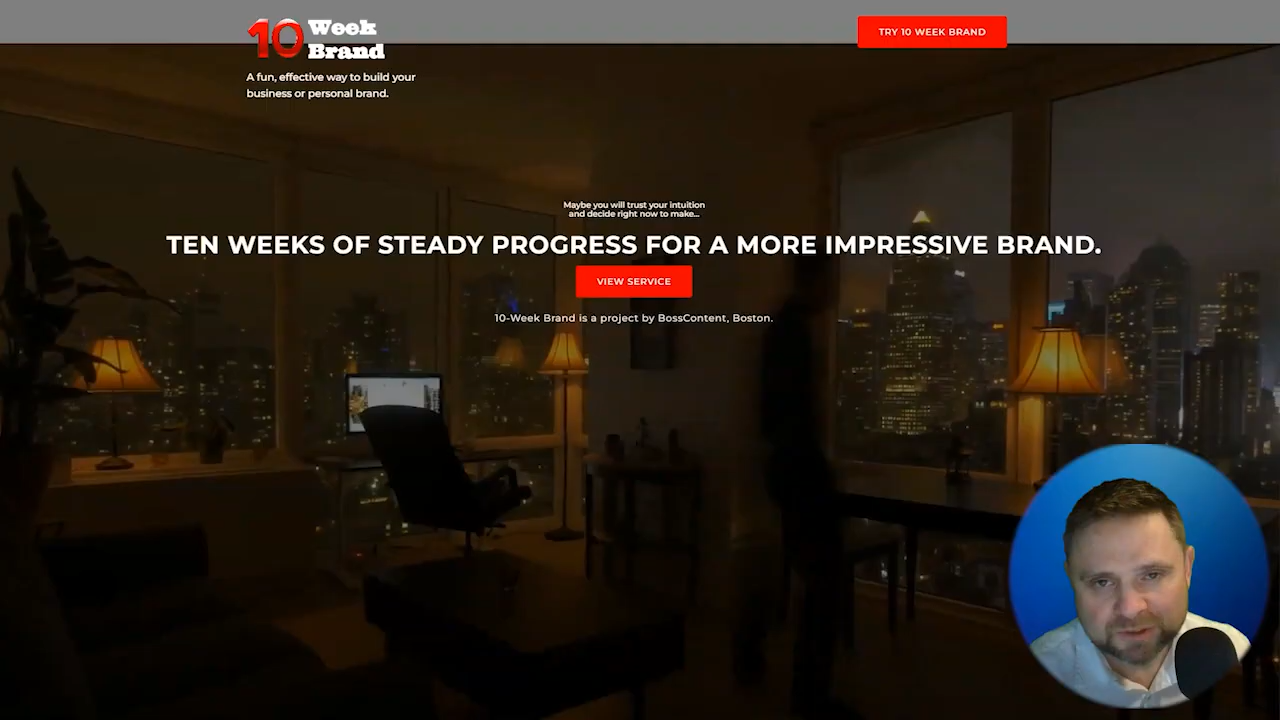 10 Week
Brand
TRY 10 WEEK BRAND
A fun, effective way to build your
business or personal brand.
Maybe you will trust your intuition
and decide right now to make...
TEN WEEKS OF STEADY PROGRESS FOR A MORE IMPRESSIVE BRAND.
VIEW SERVICE
10-Week Brand is a project by BossContent, Boston.